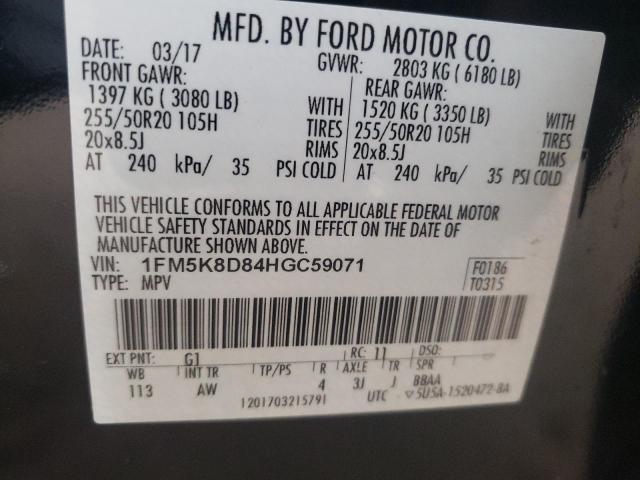 MFD. BY FORD MOTOR CO.
DATE: 03/17 GVWR: 2803 KG ( 6180 LB)
FRONT GAWR: REAR GAWR:
1397 KG ( 3080 LB) WITH 1520 KG ( 3350 LB) WITH
255/50R20 105H TIRES 255/50R20 105H TIRES
20x8.5J RIMS 20x8.5J RIMS
AT 240 kPa/ 35 PSI COLD AT 240 kPa/ 35 PSI COLD
THIS VEHICLE CONFORMS TO ALL APPLICABLE FEDERAL MOTOR
VEHICLE SAFETY STANDARDS IN EFFECT ON THE DATE OF
MANUFACTURE SHOWN ABOVE.
VIN: 1FM5K8D84HGC59071 F0186
TYPE: MPV T0315
EXT PNT: G1 RC: 11 DSO:
WB INT TR TP/PS R AXLE TR SPR
113 AW 4 3J J BBAA
1201703215791 UTC ▽5U5A-1520472-BA